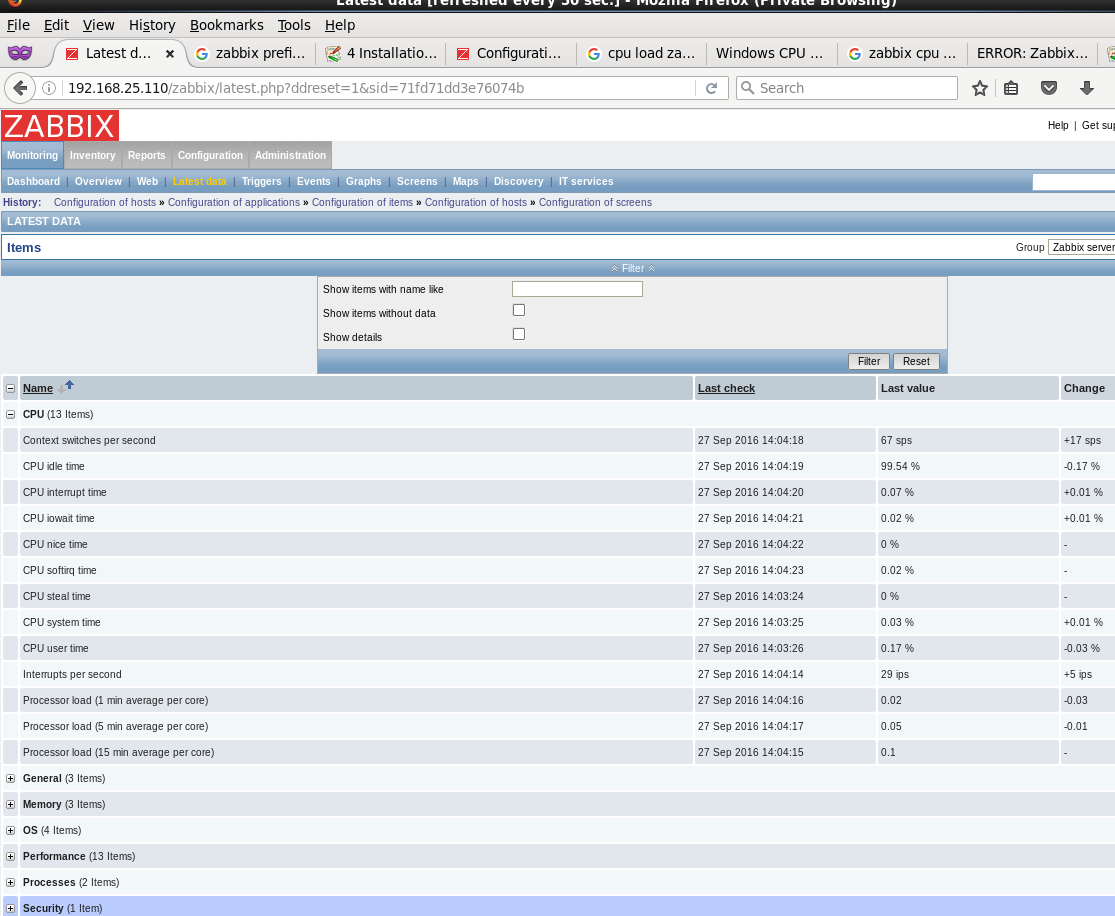 Latest data [refreshed every 30 sec.] - Mozilla Firefox (Private Browsing)
File Edit View History Bookmarks Tools Help
Latest d... × zabbix prefi... 4 Installatio... Configurati... cpu load za... Windows CPU ... zabbix cpu ... ERROR: Zabbix...
192.168.25.110/zabbix/latest.php?ddreset=1&sid=71fd71dd3e76074b Search
ZABBIX
Help | Get sup
Monitoring Inventory Reports Configuration Administration
Dashboard | Overview | Web | Latest data | Triggers | Events | Graphs | Screens | Maps | Discovery | IT services
History: Configuration of hosts » Configuration of applications » Configuration of items » Configuration of hosts » Configuration of screens
LATEST DATA
Items Group Zabbix server
Filter
Show items with name like
Show items without data
Show details
Filter Reset
Name Last check Last value Change
CPU (13 Items)
Context switches per second 27 Sep 2016 14:04:18 67 sps +17 sps
CPU idle time 27 Sep 2016 14:04:19 99.54 % -0.17 %
CPU interrupt time 27 Sep 2016 14:04:20 0.07 % +0.01 %
CPU iowait time 27 Sep 2016 14:04:21 0.02 % +0.01 %
CPU nice time 27 Sep 2016 14:04:22 0 % -
CPU softirq time 27 Sep 2016 14:04:23 0.02 % -
CPU steal time 27 Sep 2016 14:03:24 0 % -
CPU system time 27 Sep 2016 14:03:25 0.03 % +0.01 %
CPU user time 27 Sep 2016 14:03:26 0.17 % -0.03 %
Interrupts per second 27 Sep 2016 14:04:14 29 ips +5 ips
Processor load (1 min average per core) 27 Sep 2016 14:04:16 0.02 -0.03
Processor load (5 min average per core) 27 Sep 2016 14:04:17 0.05 -0.01
Processor load (15 min average per core) 27 Sep 2016 14:04:15 0.1 -
General (3 Items)
Memory (3 Items)
OS (4 Items)
Performance (13 Items)
Processes (2 Items)
Security (1 Item)